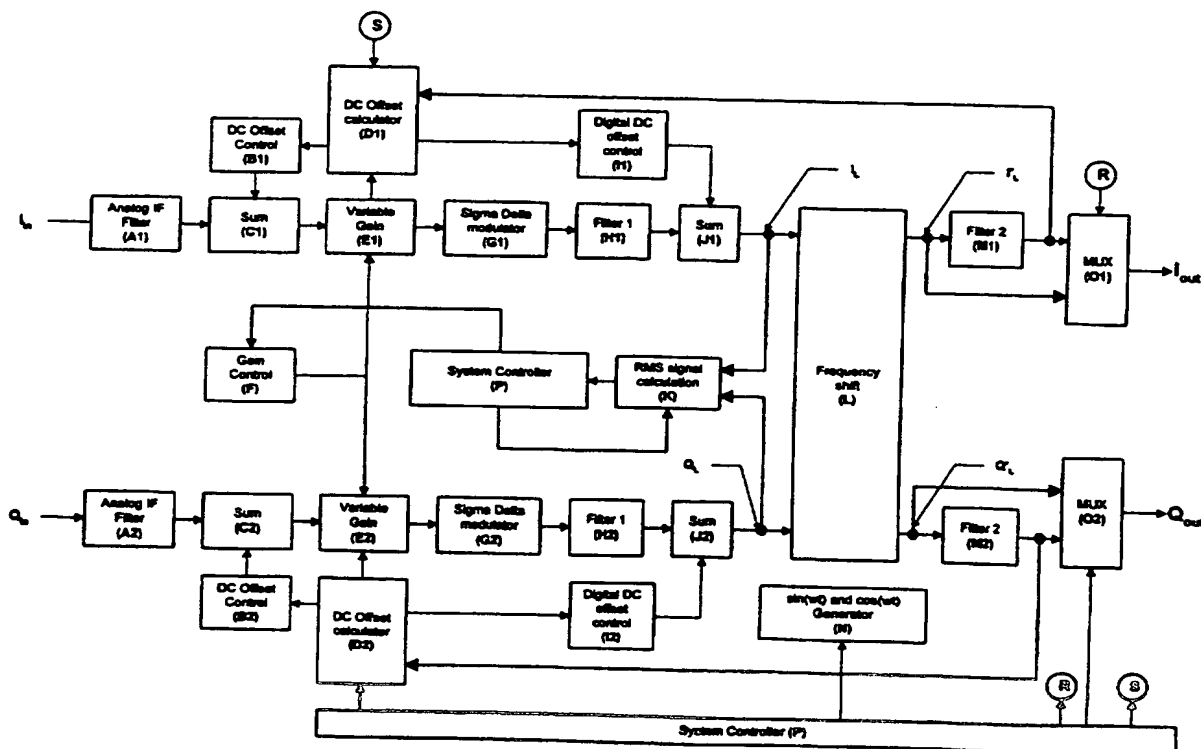 S
DC Offset
calculator
(D1)
DC Offset
Control
(B1)
Digital DC
offset
control
(I1)
R
I_in
Analog IF
Filter
(A1)
Sum
(C1)
Variable
Gain
(E1)
Sigma Delta
modulator
(G1)
Filter 1
(H1)
Sum
(J1)
I_L
I'_L
Filter 2
(M1)
MUX
(O1)
I_out
Gain
Control
(F)
System Controller
(P)
RMS signal
calculation
(K)
Frequency
shift
(L)
Q_in
Analog IF
Filter
(A2)
Sum
(C2)
Variable
Gain
(E2)
Sigma Delta
modulator
(G2)
Filter 1
(H2)
Sum
(J2)
Q_L
Q'_L
Filter 2
(M2)
MUX
(O2)
Q_out
DC Offset
Control
(B2)
DC Offset
calculator
(D2)
Digital DC
offset
control
(I2)
sin(wt) and cos(wt)
Generator
(N)
R
S
System Controller (P)